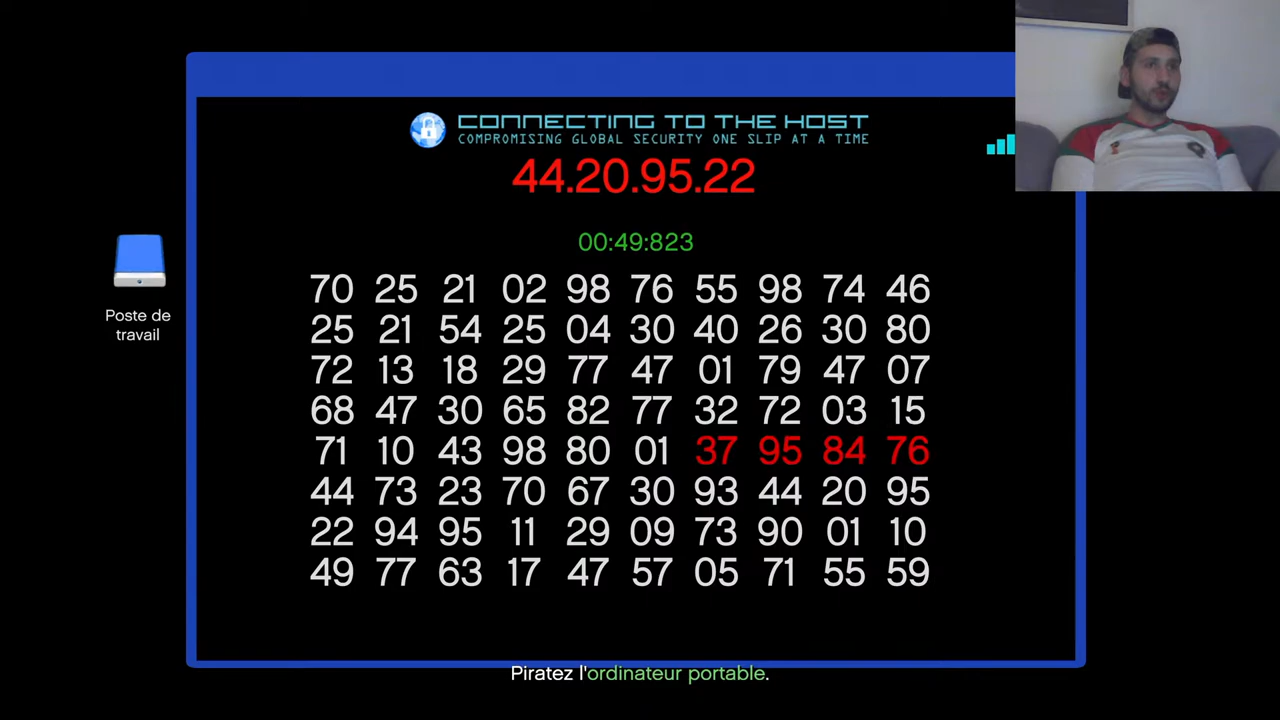 CONNECTING TO THE HOST
COMPROMISING GLOBAL SECURITY ONE SLIP AT A TIME
44.20.95.22
00:49:823
70 25 21 02 98 76 55 98 74 46
25 21 54 25 04 30 40 26 30 80
72 13 18 29 77 47 01 79 47 07
68 47 30 65 82 77 32 72 03 15
71 10 43 98 80 01 37 95 84 76
44 73 23 70 67 30 93 44 20 95
22 94 95 11 29 09 73 90 01 10
49 77 63 17 47 57 05 71 55 59
Poste de
travail
Piratez l'ordinateur portable.